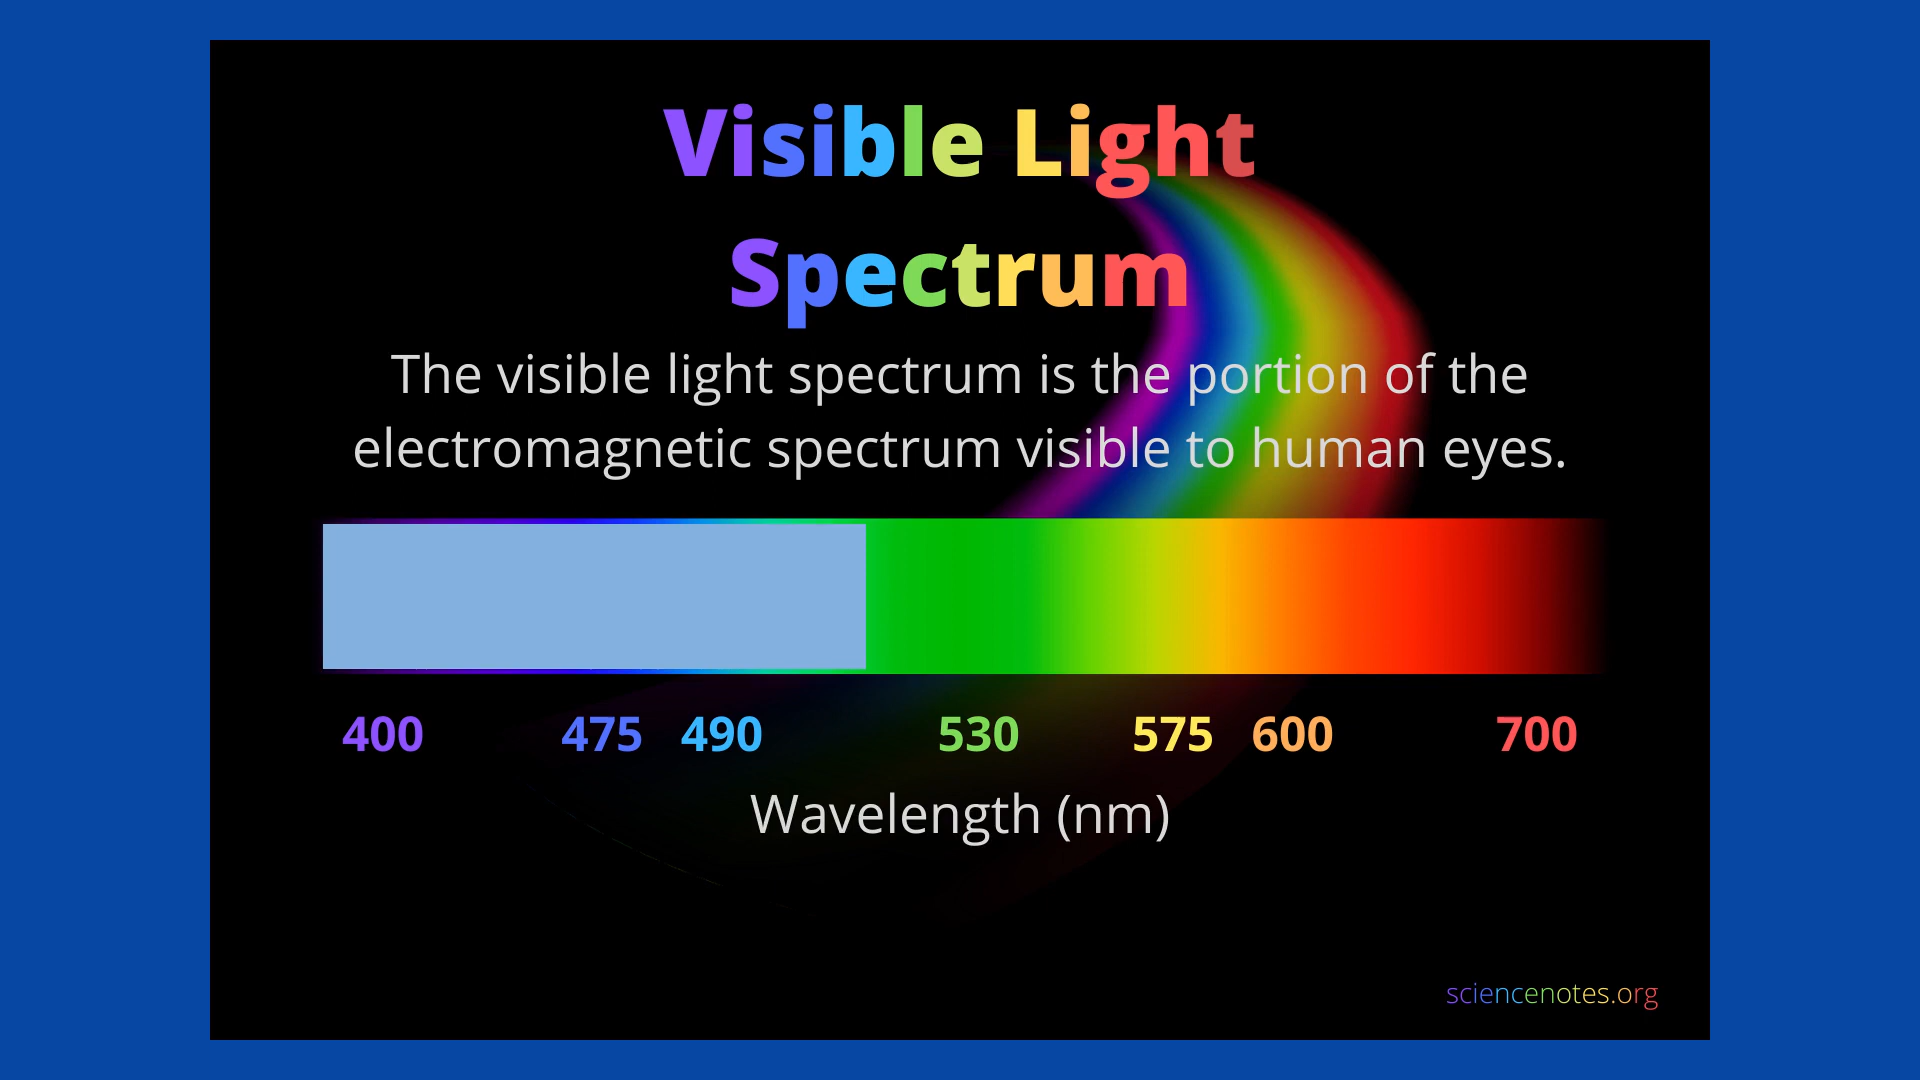 Visible Light
Spectrum
The visible light spectrum is the portion of the
electromagnetic spectrum visible to human eyes.
400 475 490 530 575 600 700
Wavelength (nm)
sciencenotes.org